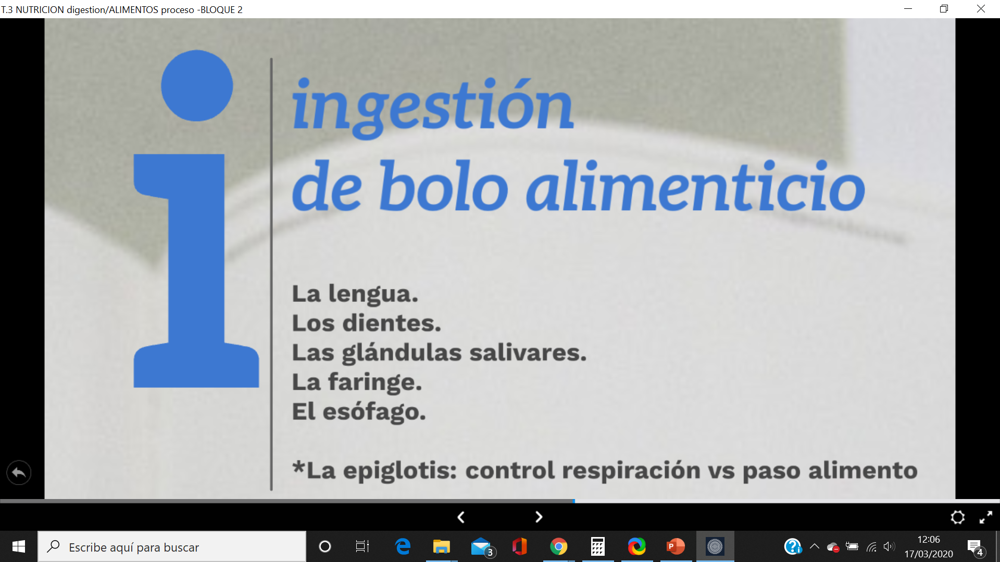 T.3 NUTRICION digestion/ALIMENTOS proceso -BLOQUE 2
i
ingestión
de bolo alimenticio
La lengua.
Los dientes.
Las glándulas salivares.
La faringe.
El esófago.
*La epiglotis: control respiración vs paso alimento
Escribe aquí para buscar
3
12:06
17/03/2020
4